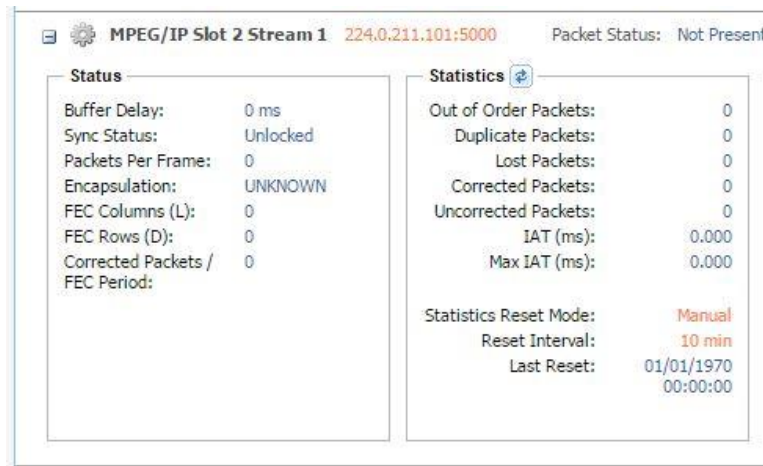 MPEG/IP Slot 2 Stream 1 224.0.211.101:5000 Packet Status: Not Present
Status
Buffer Delay: 0 ms
Sync Status: Unlocked
Packets Per Frame: 0
Encapsulation: UNKNOWN
FEC Columns (L): 0
FEC Rows (D): 0
Corrected Packets / 0
FEC Period:
Statistics
Out of Order Packets: 0
Duplicate Packets: 0
Lost Packets: 0
Corrected Packets: 0
Uncorrected Packets: 0
IAT (ms): 0.000
Max IAT (ms): 0.000
Statistics Reset Mode: Manual
Reset Interval: 10 min
Last Reset: 01/01/1970
00:00:00